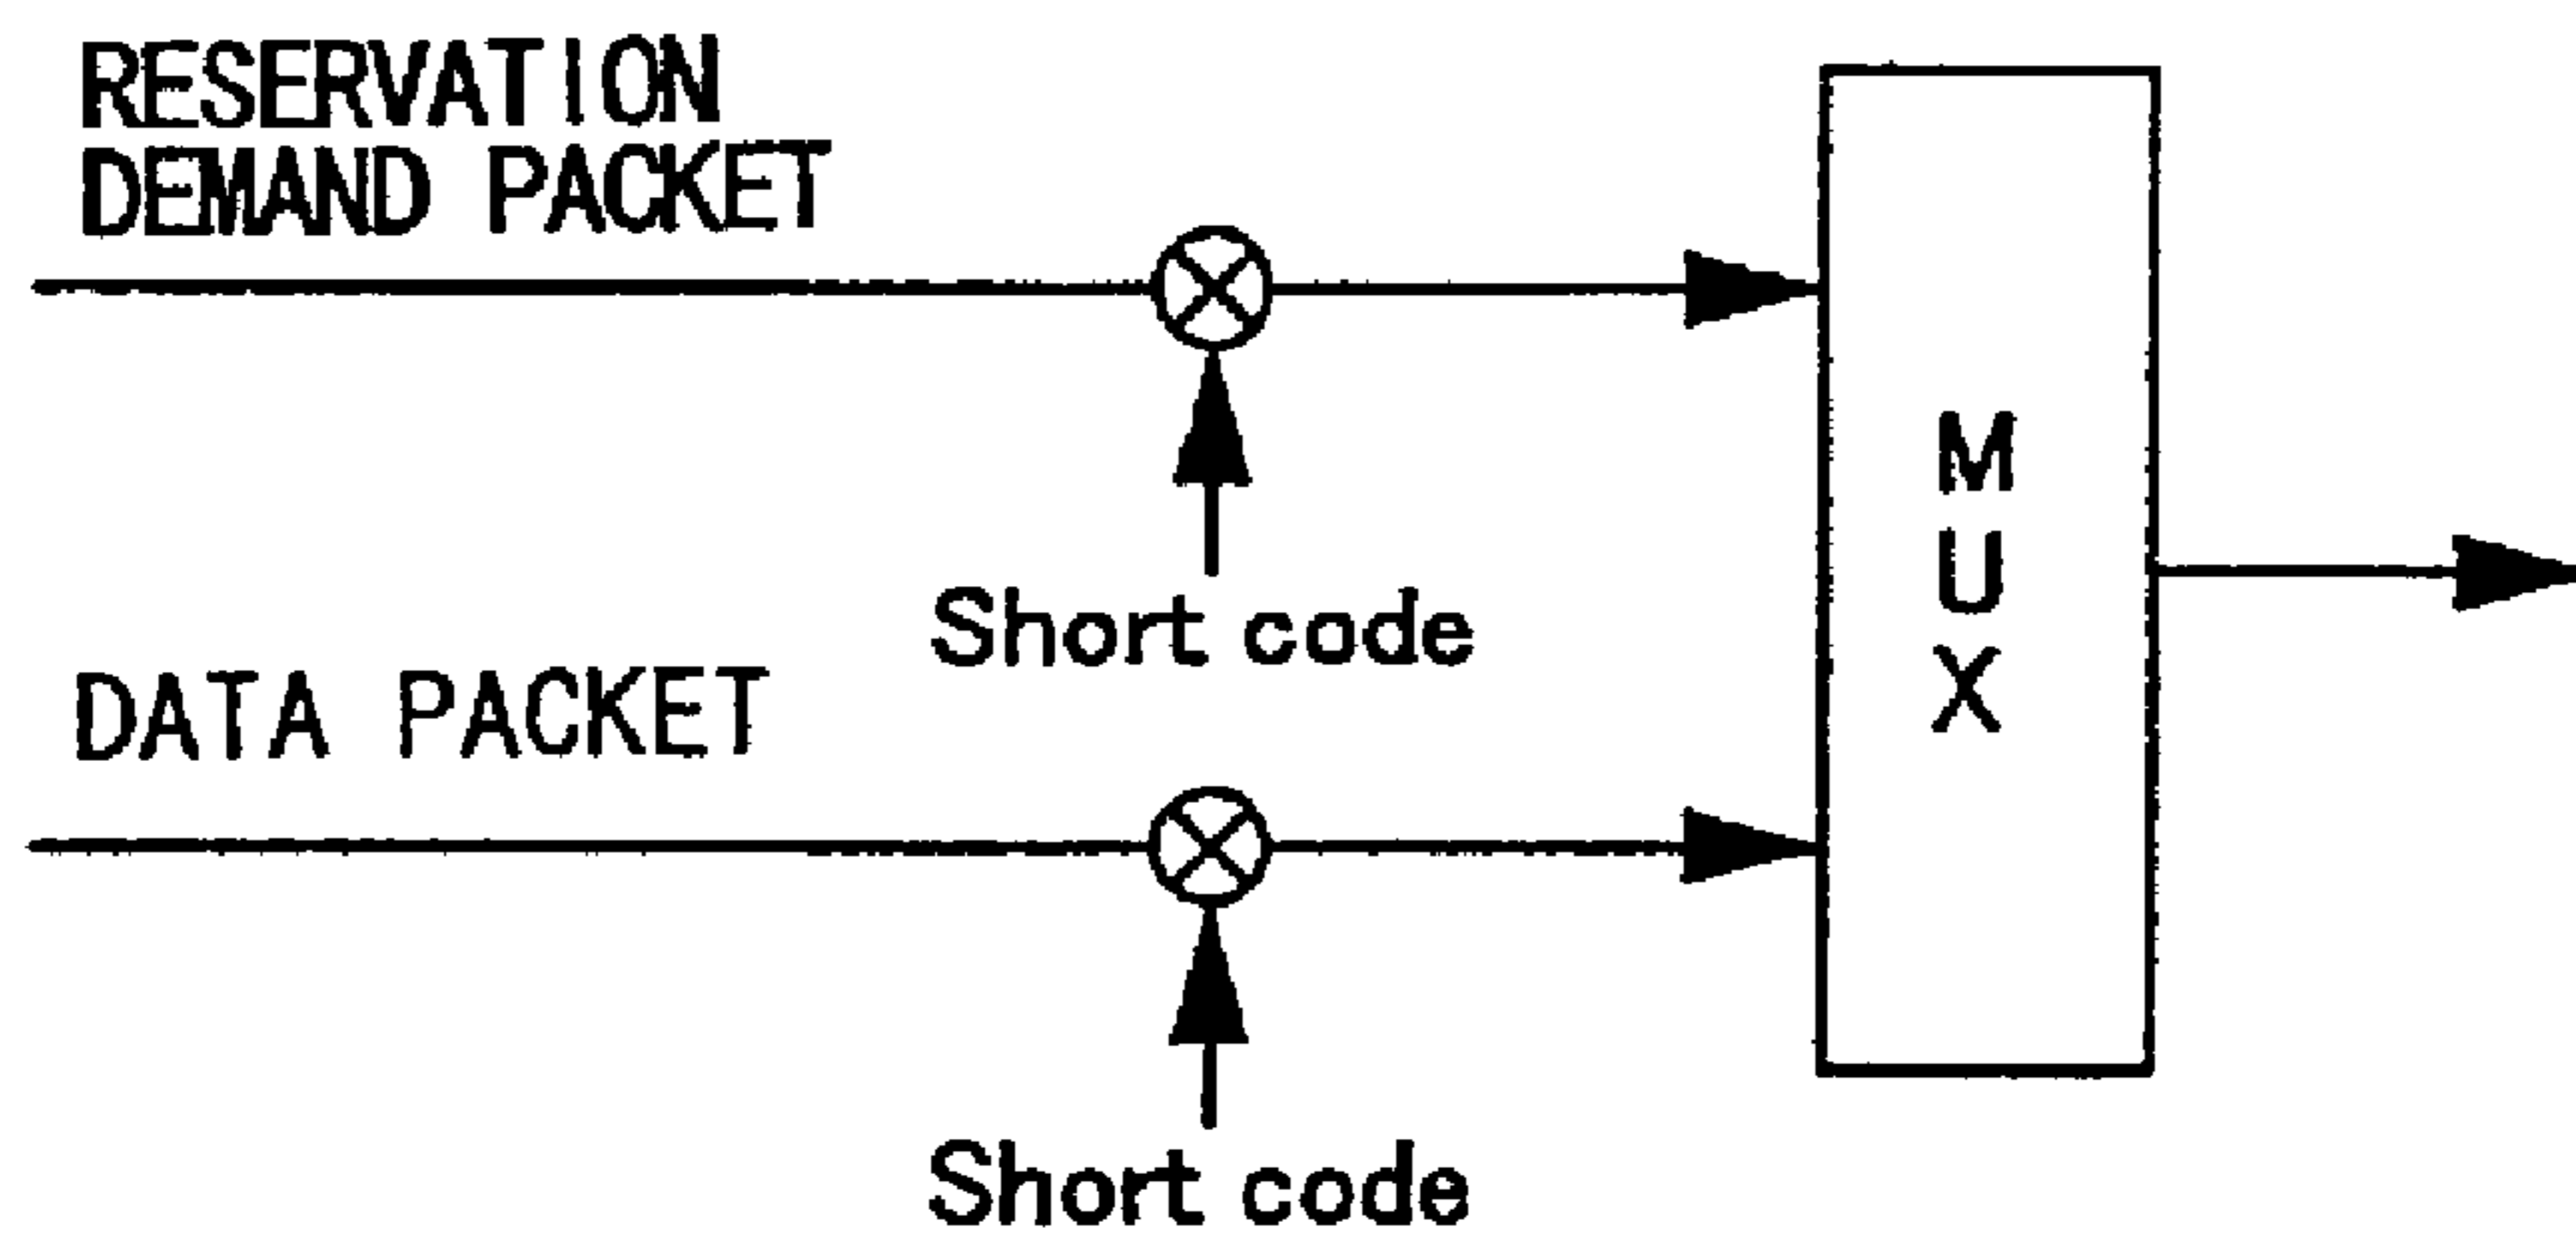 RESERVATION
DEMAND PACKET
Short code
DATA PACKET
Short code
M
U
X